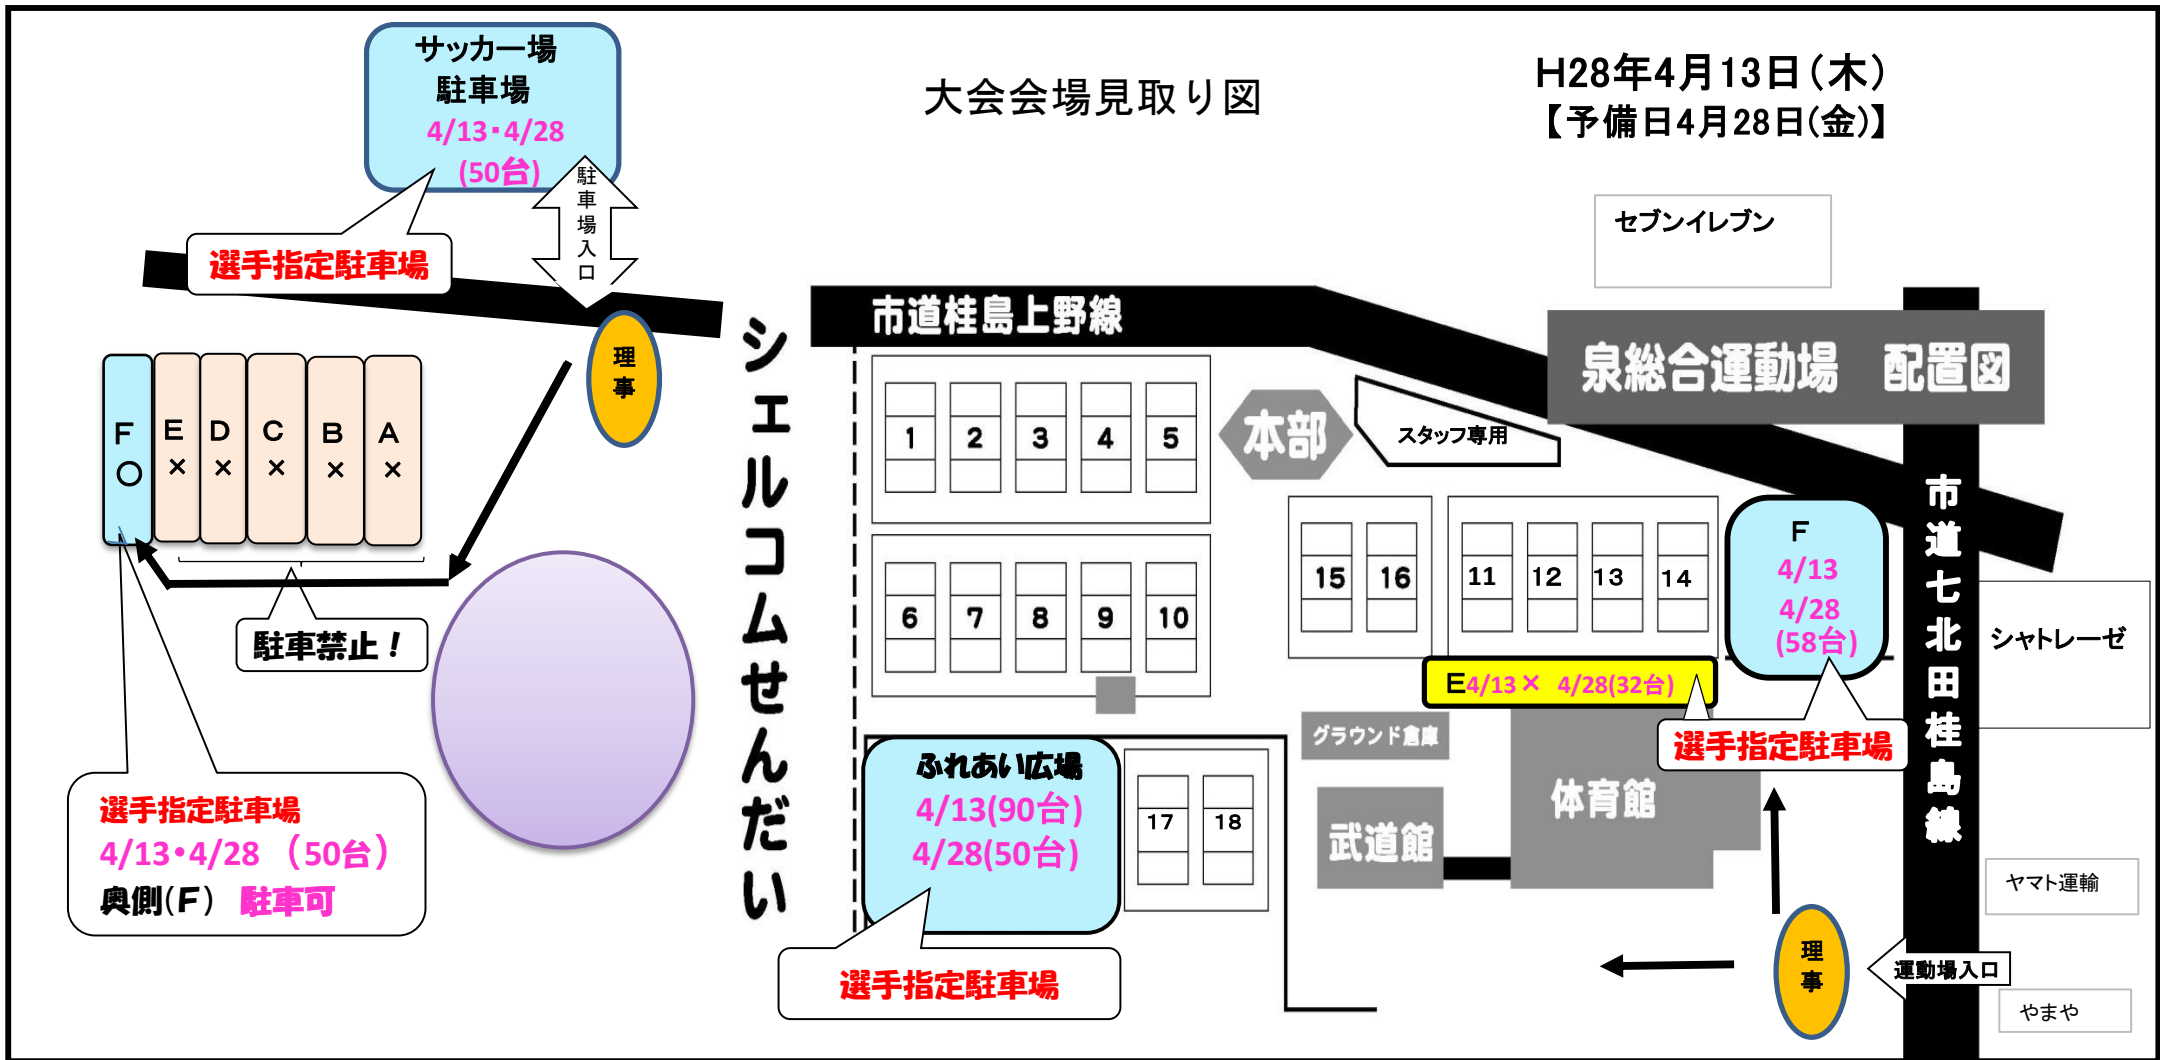 サッカー場
駐車場
4/13・4/28
(50台)
大会会場見取り図
H28年4月13日(木)
【予備日4月28日(金)】
駐車場入口
選手指定駐車場
セブンイレブン
市道桂島上野線
泉総合運動場　配置図
理事
シェルコムせんだい
F
○
E
×
D
×
C
×
B
×
A
×
1
2
3
4
5
本部
スタッフ専用
市道七北田桂島線
15
16
11
12
13
14
F
4/13
4/28
(58台)
6
7
8
9
10
シャトレーゼ
駐車禁止！
E4/13× 4/28(32台)
選手指定駐車場
グラウンド倉庫
ふれあい広場
4/13(90台)
4/28(50台)
17
18
武道館
体育館
選手指定駐車場
4/13・4/28 (50台)
奥側(F) 駐車可
選手指定駐車場
ヤマト運輸
理事
運動場入口
やまや